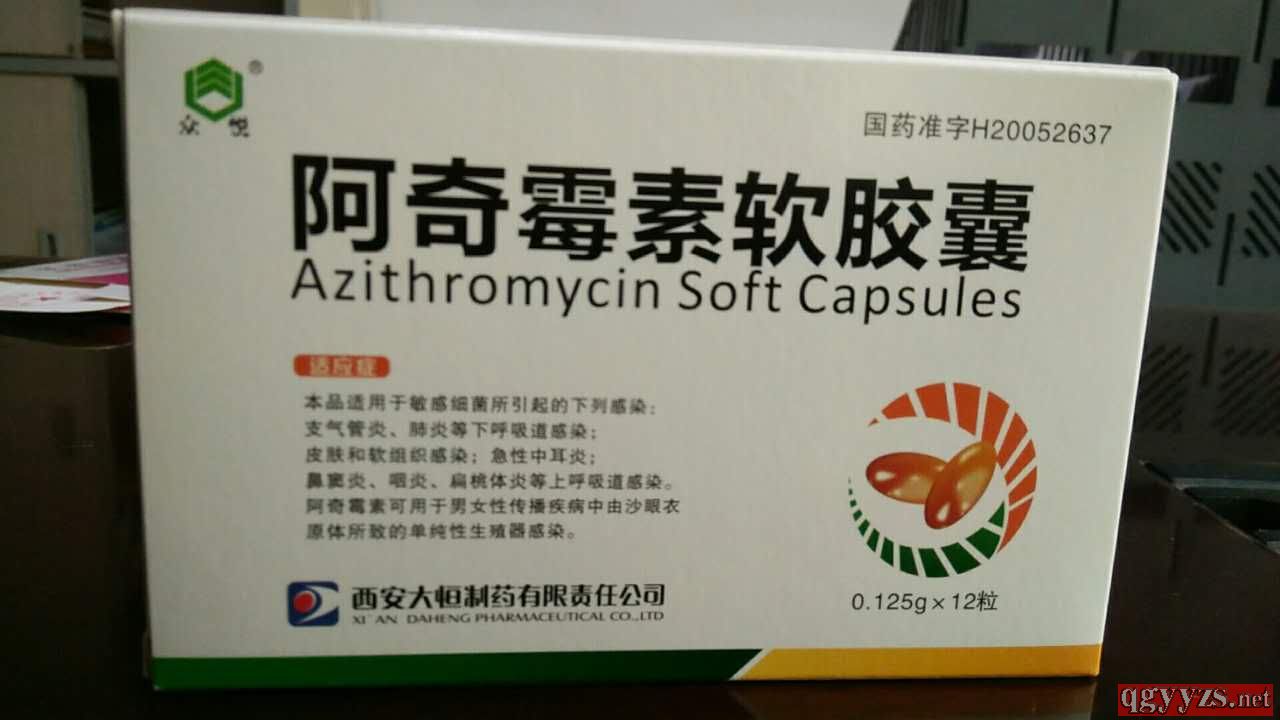 众悦
®
国药准字H20052637
阿奇霉素软胶囊
Azithromycin Soft Capsules
适应症
本品适用于敏感细菌所引起的下列感染：
支气管炎、肺炎等下呼吸道感染；
皮肤和软组织感染；急性中耳炎；
鼻窦炎、咽炎、扁桃体炎等上呼吸道感染。
阿奇霉素可用于男女性传播疾病中由沙眼衣
原体所致的单纯性生殖器感染。
西安大恒制药有限责任公司
XI'AN DAHENG PHARMACEUTICAL CO.,LTD
0.125g×12粒
qgyyzs.net